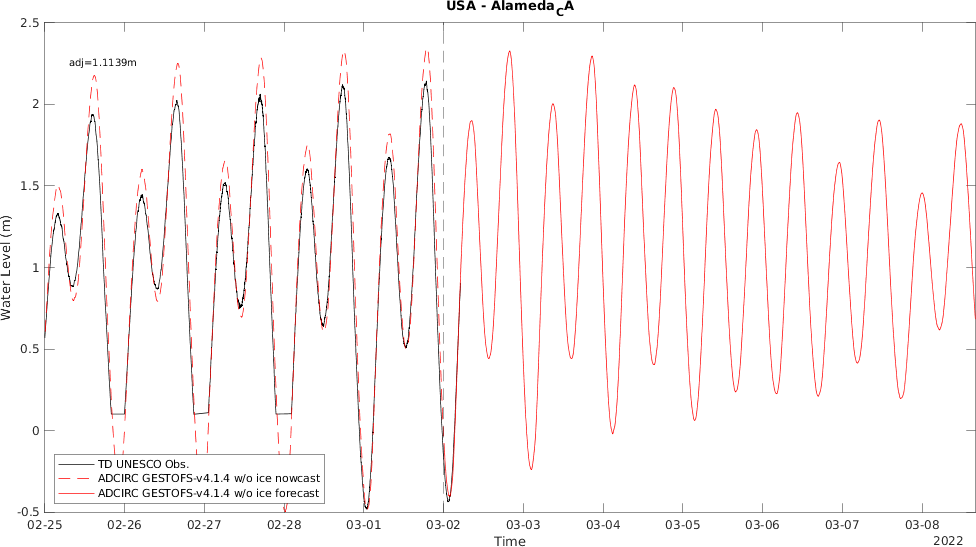 USA - AlamedaCA
adj=1.1139m
Water Level (m)
2.5
2
1.5
1
0.5
0
-0.5
TD UNESCO Obs.
ADCIRC GESTOFS-v4.1.4 w/o ice nowcast
ADCIRC GESTOFS-v4.1.4 w/o ice forecast
02-25 02-26 02-27 02-28 03-01 03-02 03-03 03-04 03-05 03-06 03-07 03-08
Time
2022